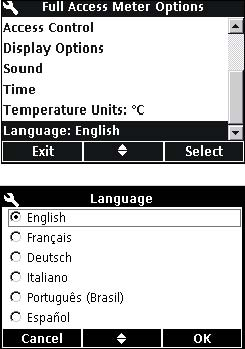 Full Access Meter Options
Access Control
Display Options
Sound
Time
Temperature Units: °C
Language: English
Exit
Select
Language
English
Français
Deutsch
Italiano
Português (Brasil)
Español
Cancel
OK